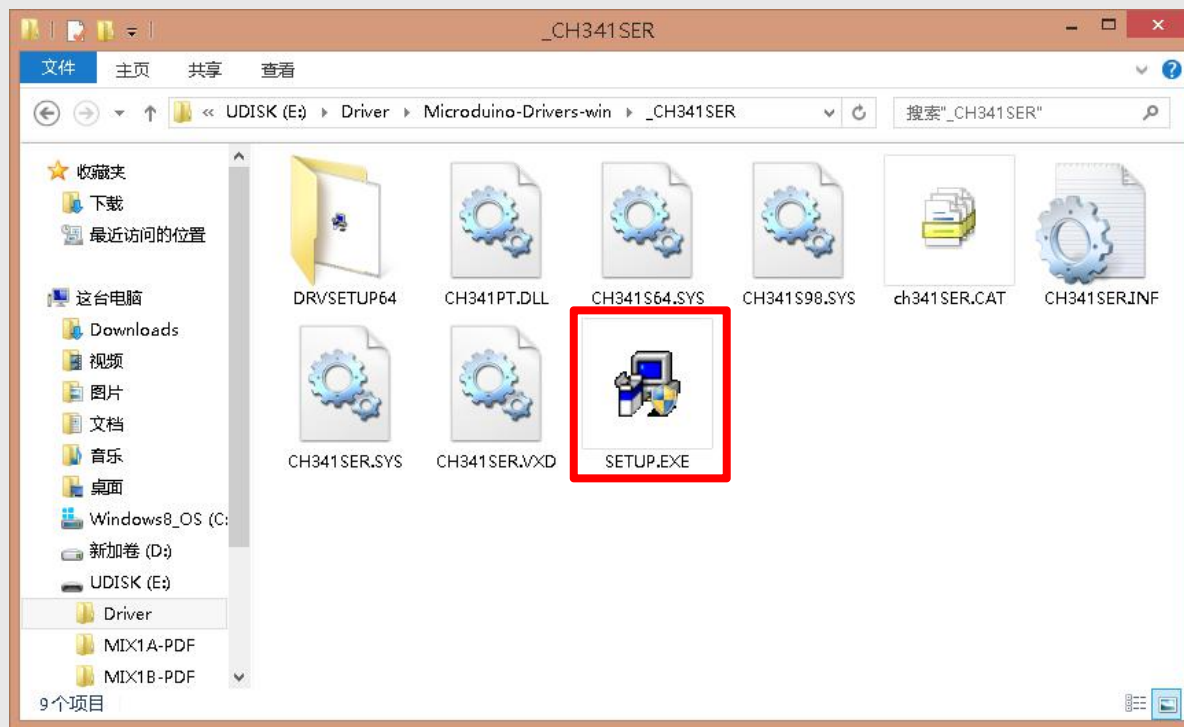 _CH341SER
文件 主页 共享 查看
« UDISK (E:) Driver Microduino-Drivers-win _CH341SER 搜索"_CH341SER"
收藏夹
下载
最近访问的位置
这台电脑
Downloads
视频
图片
文档
音乐
桌面
Windows8_OS (C:
新加卷 (D:)
UDISK (E:)
Driver
MIX1A-PDF
MIX1B-PDF
DRVSETUP64 CH341PT.DLL CH341S64.SYS CH341S98.SYS ch341SER.CAT CH341SER.INF
CH341SER.SYS CH341SER.VXD SETUP.EXE
9个项目